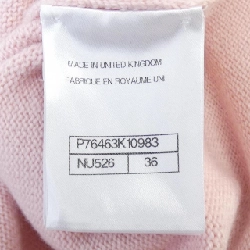 MADE IN UNITED KINGDOM
FABRIQUE EN ROYAUME UNI
P76463K10983
NU526 36